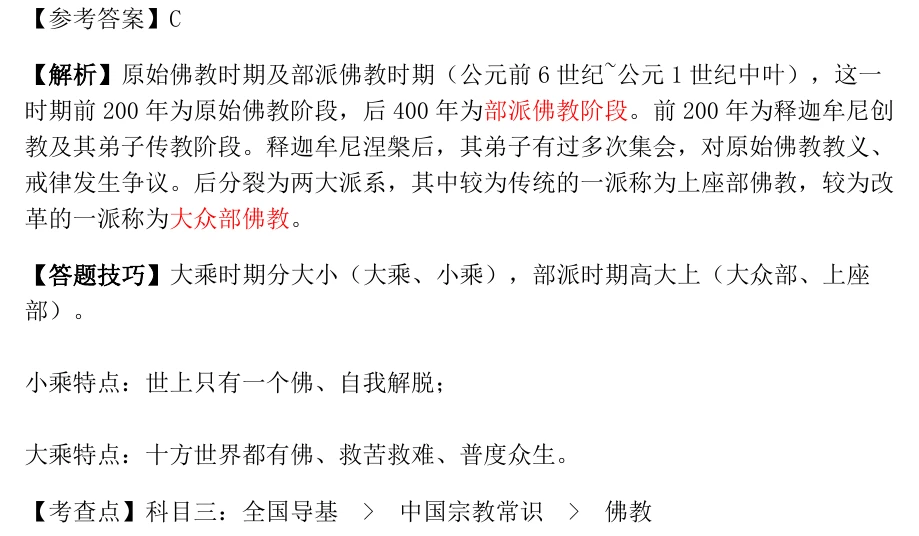 【参考答案】C
【解析】原始佛教时期及部派佛教时期（公元前 6 世纪~公元 1 世纪中叶），这一
时期前 200 年为原始佛教阶段，后 400 年为部派佛教阶段。前 200 年为释迦牟尼创
教及其弟子传教阶段。释迦牟尼涅槃后，其弟子有过多次集会，对原始佛教教义、
戒律发生争议。后分裂为两大派系，其中较为传统的一派称为上座部佛教，较为改
革的一派称为大众部佛教。
【答题技巧】大乘时期分大小（大乘、小乘），部派时期高大上（大众部、上座
部）。
小乘特点：世上只有一个佛、自我解脱；
大乘特点：十方世界都有佛、救苦救难、普度众生。
【考查点】科目三：全国导基 > 中国宗教常识 > 佛教